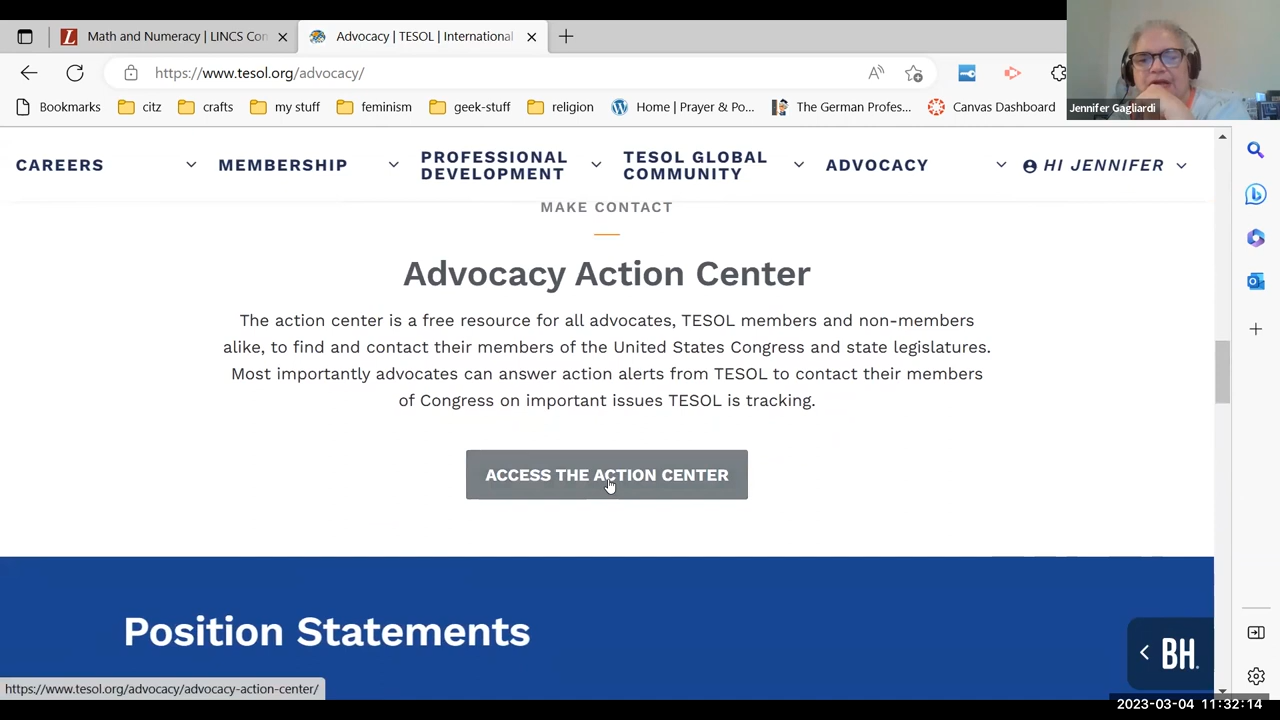 Math and Numeracy | LINCS Con
Advocacy | TESOL | International
https://www.tesol.org/advocacy/
Bookmarks
citz
crafts
my stuff
feminism
geek-stuff
religion
Home | Prayer & Po...
The German Profes...
Canvas Dashboard
Jennifer Gagliardi
CAREERS
MEMBERSHIP
PROFESSIONAL
DEVELOPMENT
TESOL GLOBAL
COMMUNITY
ADVOCACY
HI JENNIFER
MAKE CONTACT
Advocacy Action Center
The action center is a free resource for all advocates, TESOL members and non-members
alike, to find and contact their members of the United States Congress and state legislatures.
Most importantly advocates can answer action alerts from TESOL to contact their members
of Congress on important issues TESOL is tracking.
ACCESS THE ACTION CENTER
Position Statements
BH.
https://www.tesol.org/advocacy/advocacy-action-center/
2023-03-04 11:32:14